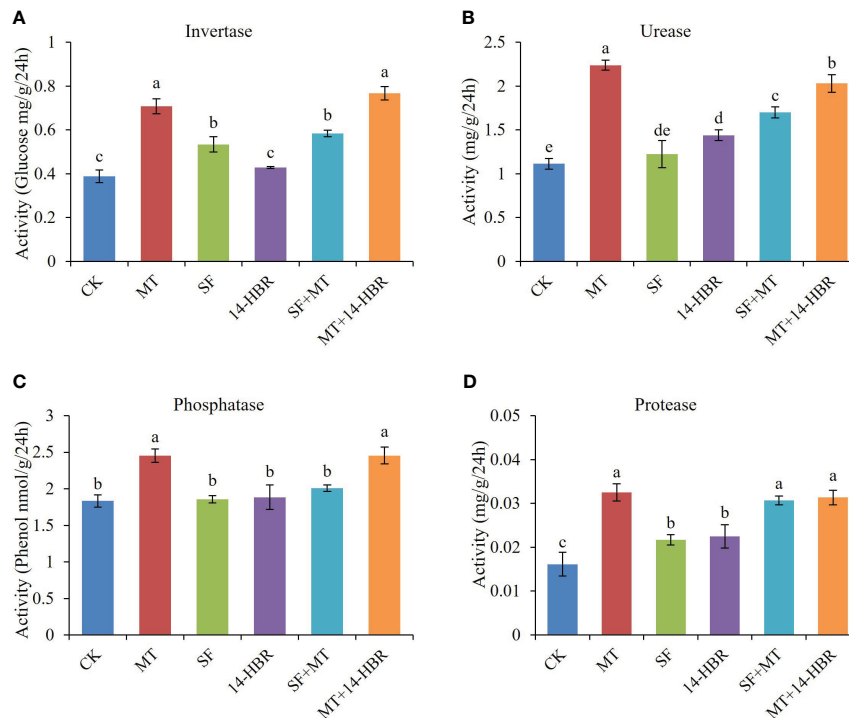 A
Invertase
Activity (Glucose mg/g/24h)
1
0.8
0.6
0.4
0.2
0
c
a
b
c
b
a
CK
MT
SF
14-HBR
SF+MT
MT+14-HBR
B
Urease
Activity (mg/g/24h)
2.5
2
1.5
1
0.5
0
e
a
de
d
c
b
CK
MT
SF
14-HBR
SF+MT
MT+14-HBR
C
Phosphatase
Activity (Phenol nmol/g/24h)
3
2.5
2
1.5
1
0.5
0
b
a
b
b
b
a
CK
MT
SF
14-HBR
SF+MT
MT+14-HBR
D
Protease
Activity (mg/g/24h)
0.05
0.04
0.03
0.02
0.01
0
c
a
b
b
a
a
CK
MT
SF
14-HBR
SF+MT
MT+14-HBR